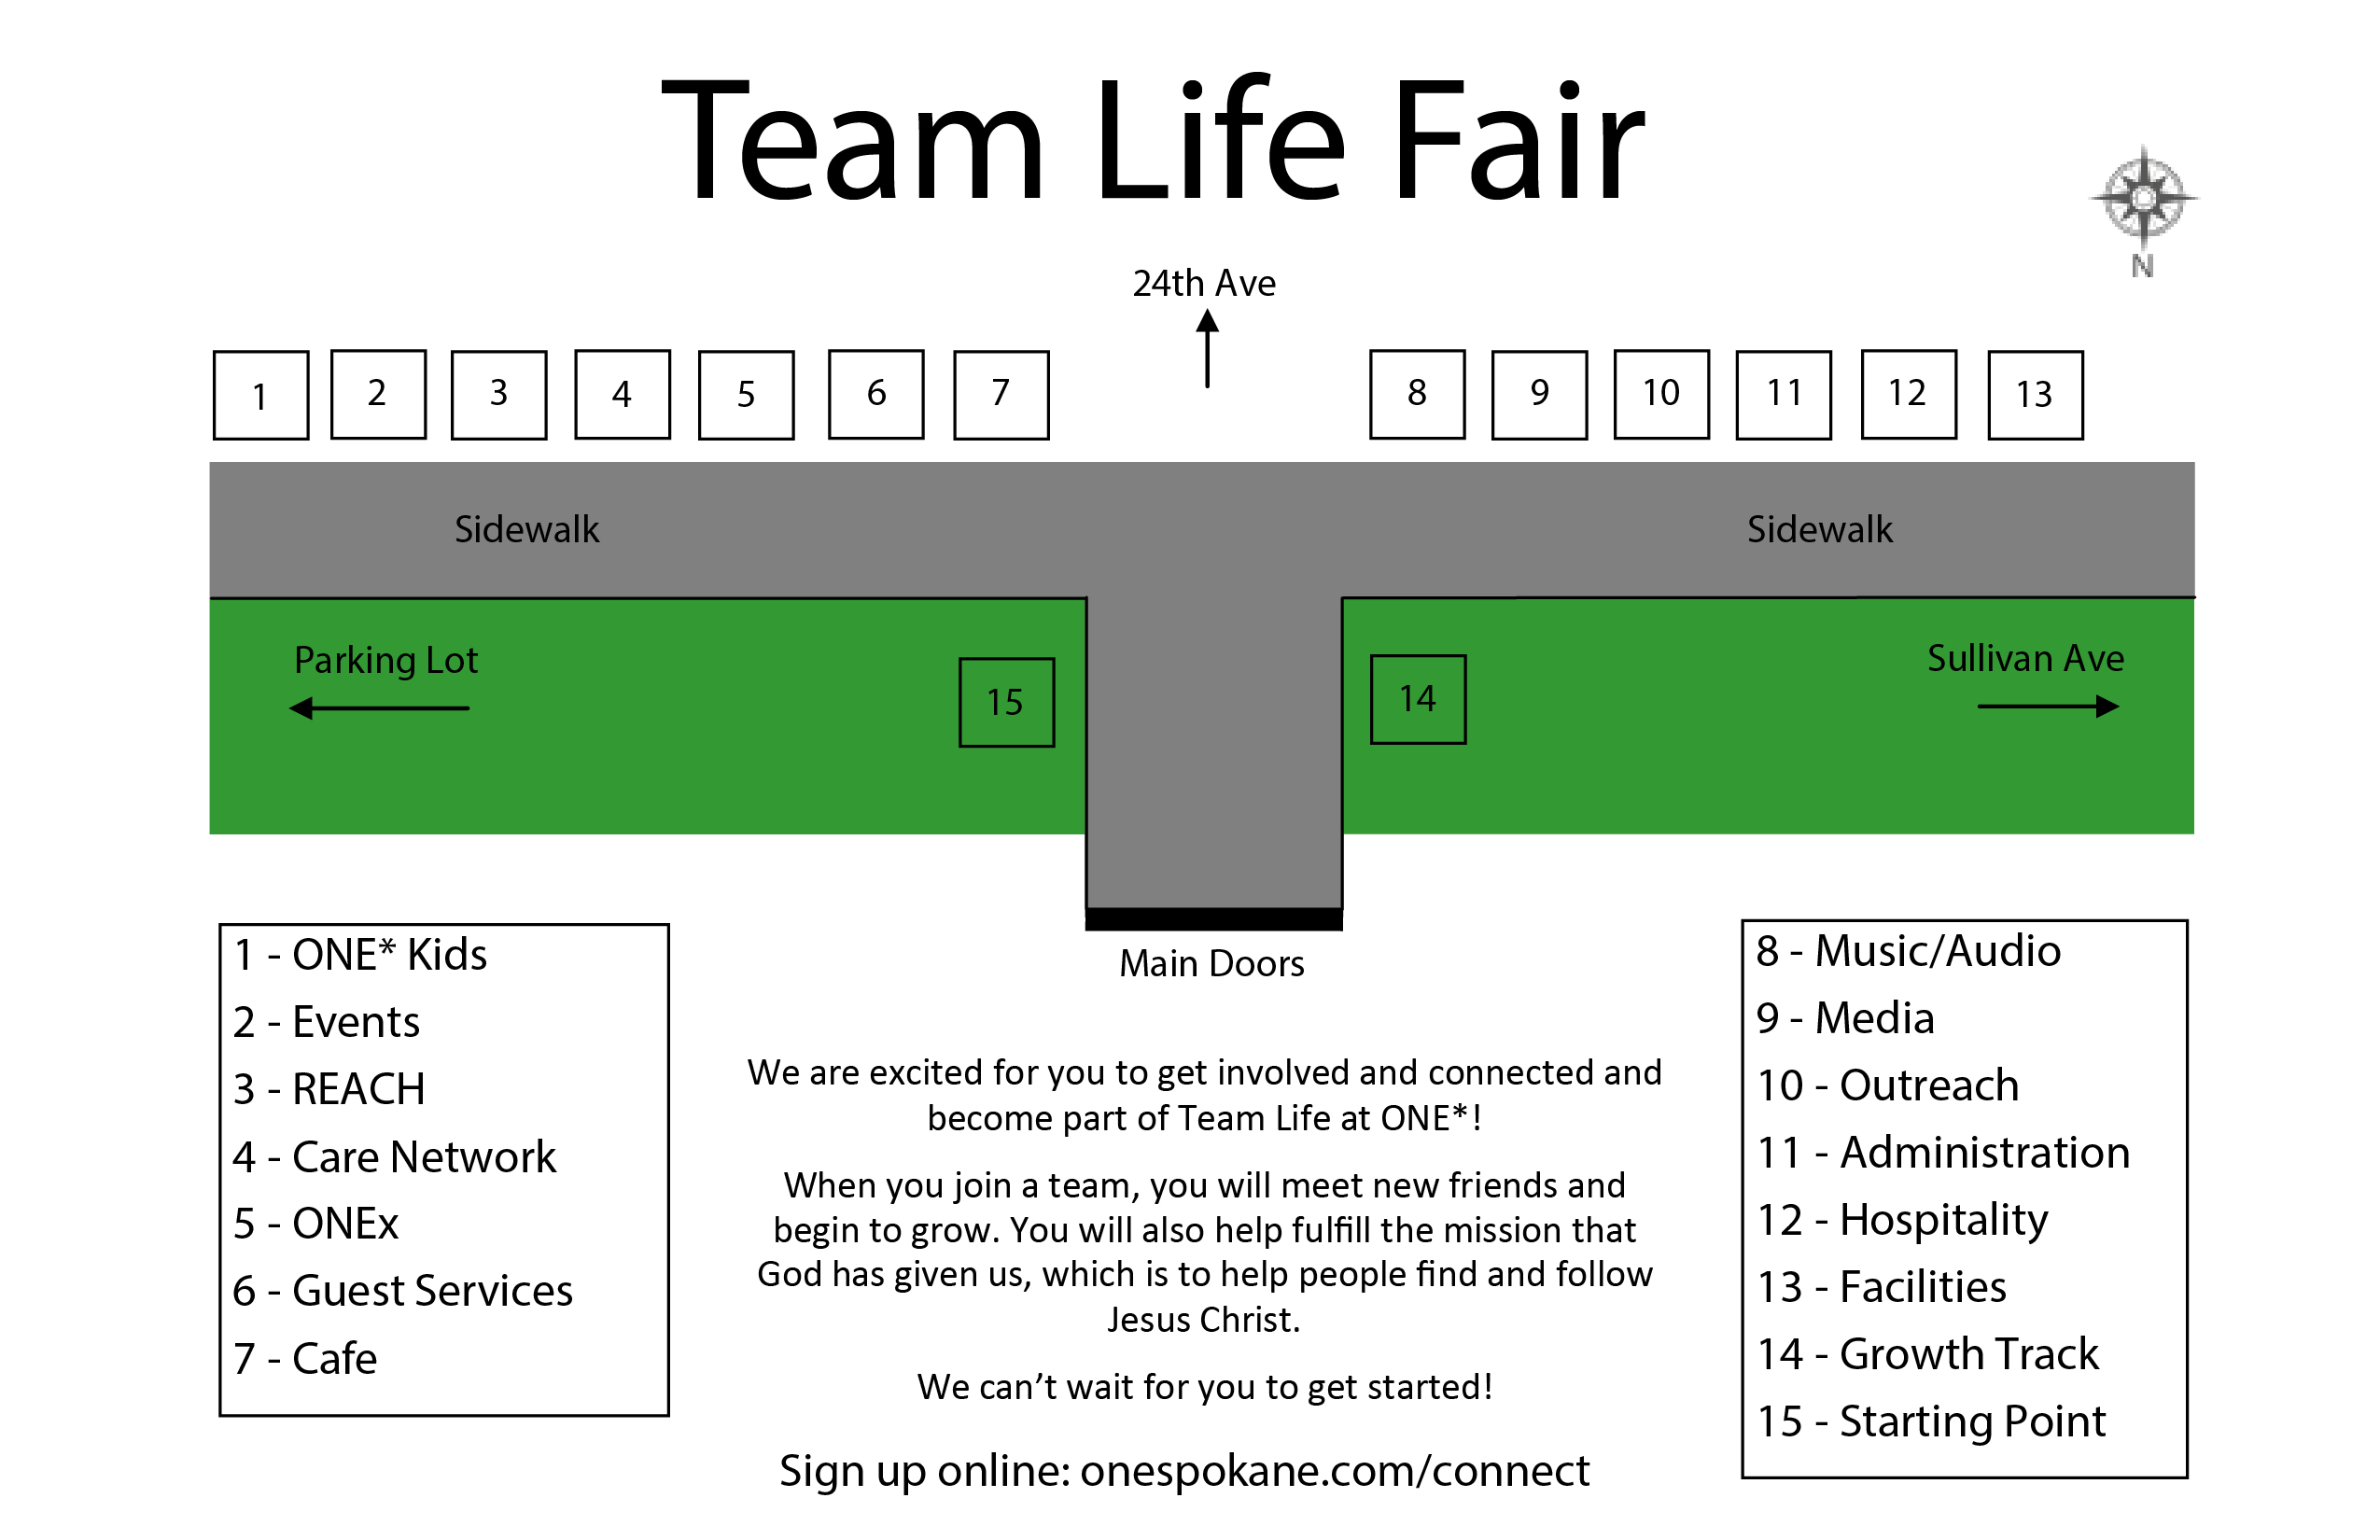 Team Life Fair
N
24th Ave
1 2 3 4 5 6 7 8 9 10 11 12 13
Sidewalk Sidewalk
Parking Lot Sullivan Ave
15 14
Main Doors
1 - ONE* Kids
2 - Events
3 - REACH
4 - Care Network
5 - ONEx
6 - Guest Services
7 - Cafe
We are excited for you to get involved and connected and
become part of Team Life at ONE*!
When you join a team, you will meet new friends and
begin to grow. You will also help fulfill the mission that
God has given us, which is to help people find and follow
Jesus Christ.
We can’t wait for you to get started!
Sign up online: onespokane.com/connect
8 - Music/Audio
9 - Media
10 - Outreach
11 - Administration
12 - Hospitality
13 - Facilities
14 - Growth Track
15 - Starting Point